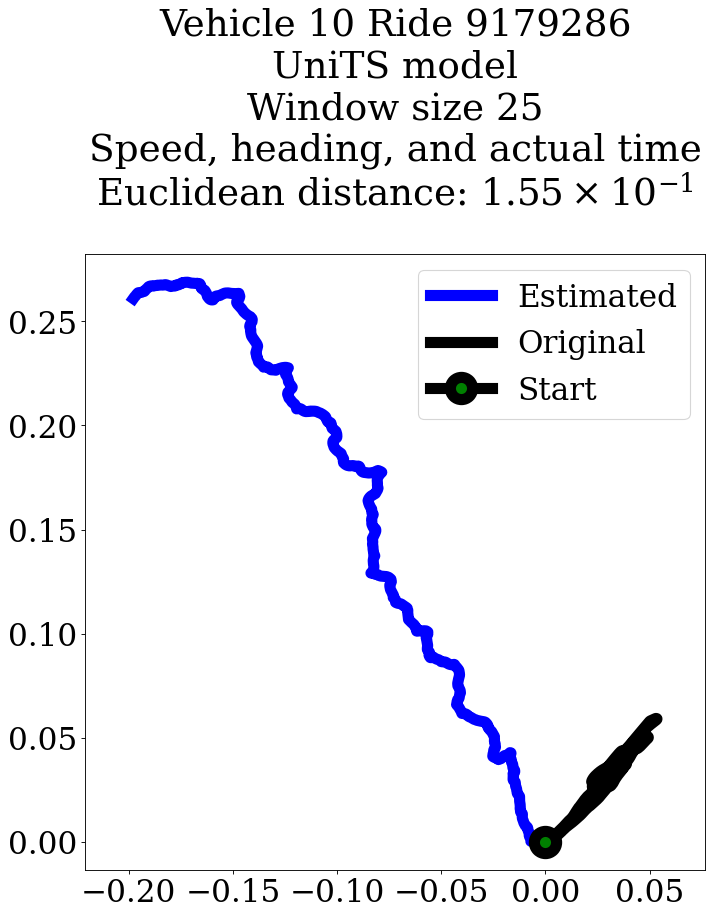 Vehicle 10 Ride 9179286
UniTS model
Window size 25
Speed, heading, and actual time
Euclidean distance: 1.55 × 10⁻¹
Estimated
Original
Start
0.25
0.20
0.15
0.10
0.05
0.00
−0.20 −0.15 −0.10 −0.05 0.00 0.05